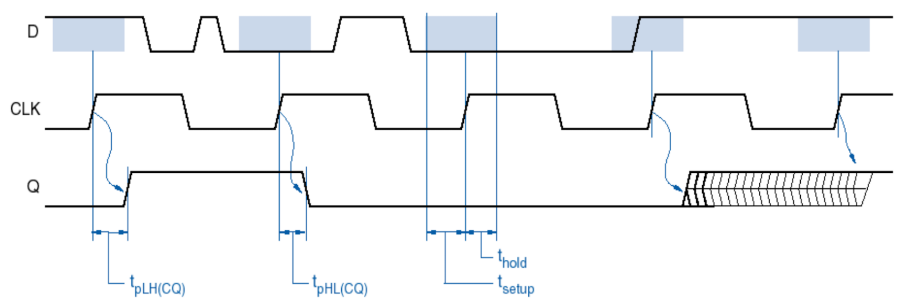 D
CLK
Q
thold
tpLH(CQ)
tpHL(CQ)
tsetup